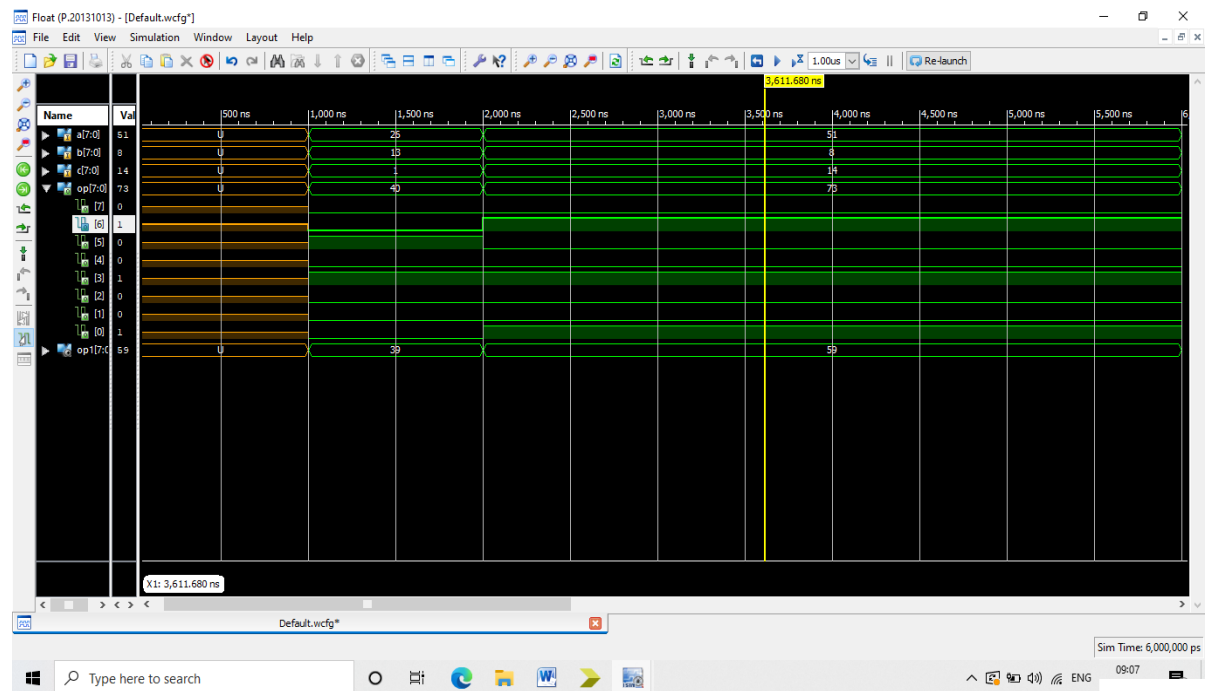 Float (P.20131013) - [Default.wcfg*]
File Edit View Simulation Window Layout Help
1.00us Re-launch
3,611.680 ns
Name Val
500 ns 1,000 ns 1,500 ns 2,000 ns 2,500 ns 3,000 ns 3,500 ns 4,000 ns 4,500 ns 5,000 ns 5,500 ns 6
a[7:0] 51 U 25 51
b[7:0] 8 U 13 8
c[7:0] 14 U 1 14
op[7:0] 73 U 40 73
[7] 0
[6] 1
[5] 0
[4] 0
[3] 1
[2] 0
[1] 0
[0] 1
op1[7:0 59 U 39 59
X1: 3,611.680 ns
Default.wcfg*
Sim Time: 6,000,000 ps
Type here to search
ENG 09:07